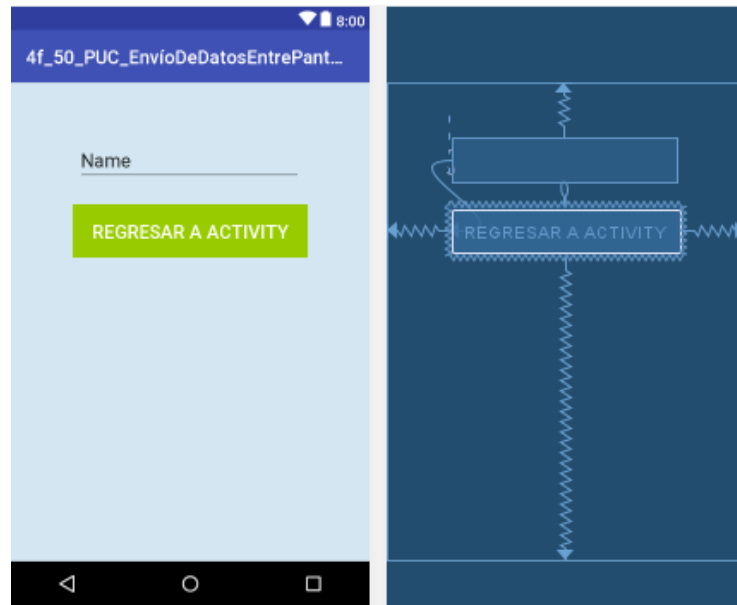 8:00
4f_50_PUC_EnvíoDeDatosEntrePant...
Name
REGRESAR A ACTIVITY
REGRESAR A ACTIVITY